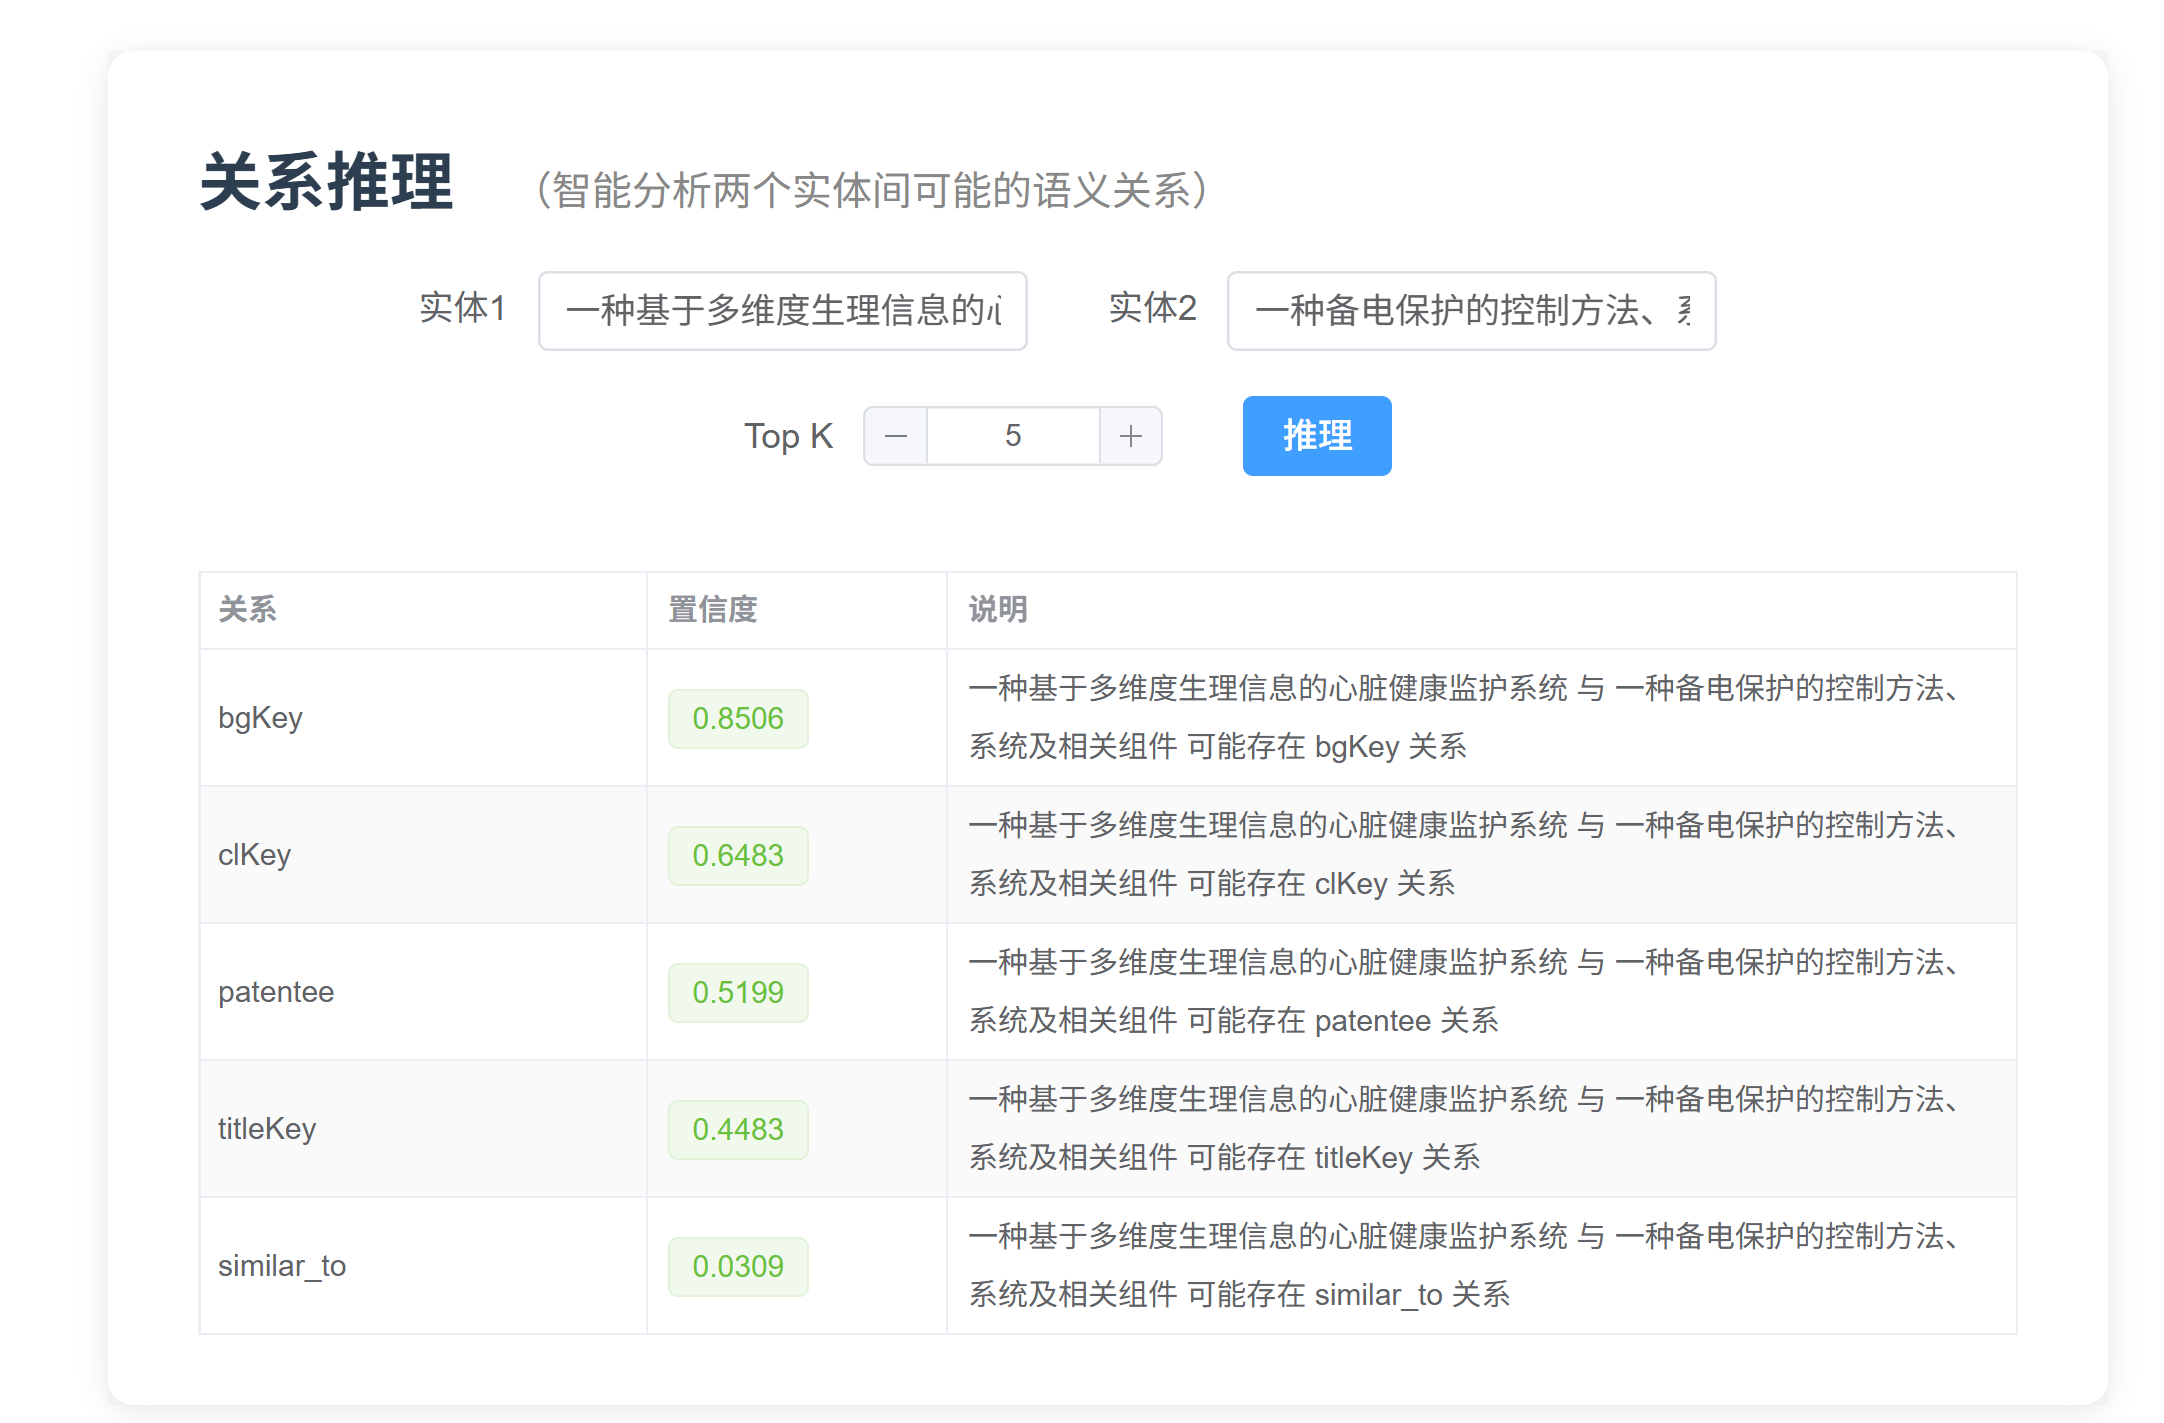 关系推理 （智能分析两个实体间可能的语义关系）
实体1 一种基于多维度生理信息的 实体2 一种备电保护的控制方法、
Top K 5 推理
关系 置信度 说明
bgKey 0.8506 一种基于多维度生理信息的心脏健康监护系统 与 一种备电保护的控制方法、
系统及相关组件 可能存在 bgKey 关系
clKey 0.6483 一种基于多维度生理信息的心脏健康监护系统 与 一种备电保护的控制方法、
系统及相关组件 可能存在 clKey 关系
patentee 0.5199 一种基于多维度生理信息的心脏健康监护系统 与 一种备电保护的控制方法、
系统及相关组件 可能存在 patentee 关系
titleKey 0.4483 一种基于多维度生理信息的心脏健康监护系统 与 一种备电保护的控制方法、
系统及相关组件 可能存在 titleKey 关系
similar_to 0.0309 一种基于多维度生理信息的心脏健康监护系统 与 一种备电保护的控制方法、
系统及相关组件 可能存在 similar_to 关系